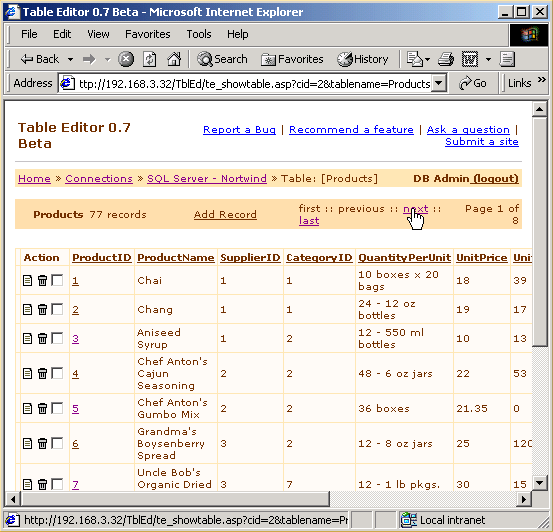 Table Editor 0.7 Beta - Microsoft Internet Explorer
File Edit View Favorites Tools Help
Back Search Favorites History
Address ttp://192.168.3.32/TblEd/te_showtable.asp?cid=2&tablename=Products Go Links »
Table Editor 0.7
Beta
Report a Bug | Recommend a feature | Ask a question |
Submit a site
Home » Connections » SQL Server - Nortwind » Table: [Products] DB Admin (logout)
Products 77 records Add Record
first :: previous :: next ::
last
Page 1 of
8
Action ProductID ProductName SupplierID CategoryID QuantityPerUnit UnitPrice Uni
1 Chai 1 1 10 boxes x 20
bags 18 39
2 Chang 1 1 24 - 12 oz
bottles 19 17
3 Aniseed
Syrup 1 2 12 - 550 ml
bottles 10 13
4 Chef Anton's
Cajun
Seasoning 2 2 48 - 6 oz jars 22 53
5 Chef Anton's
Gumbo Mix 2 2 36 boxes 21.35 0
6 Grandma's
Boysenberry
Spread 3 2 12 - 8 oz jars 25 120
7 Uncle Bob's
Organic Dried 3 7 12 - 1 lb pkgs. 30 15
http://192.168.3.32/TblEd/te_showtable.asp?cid=2&tablename=Pr Local intranet